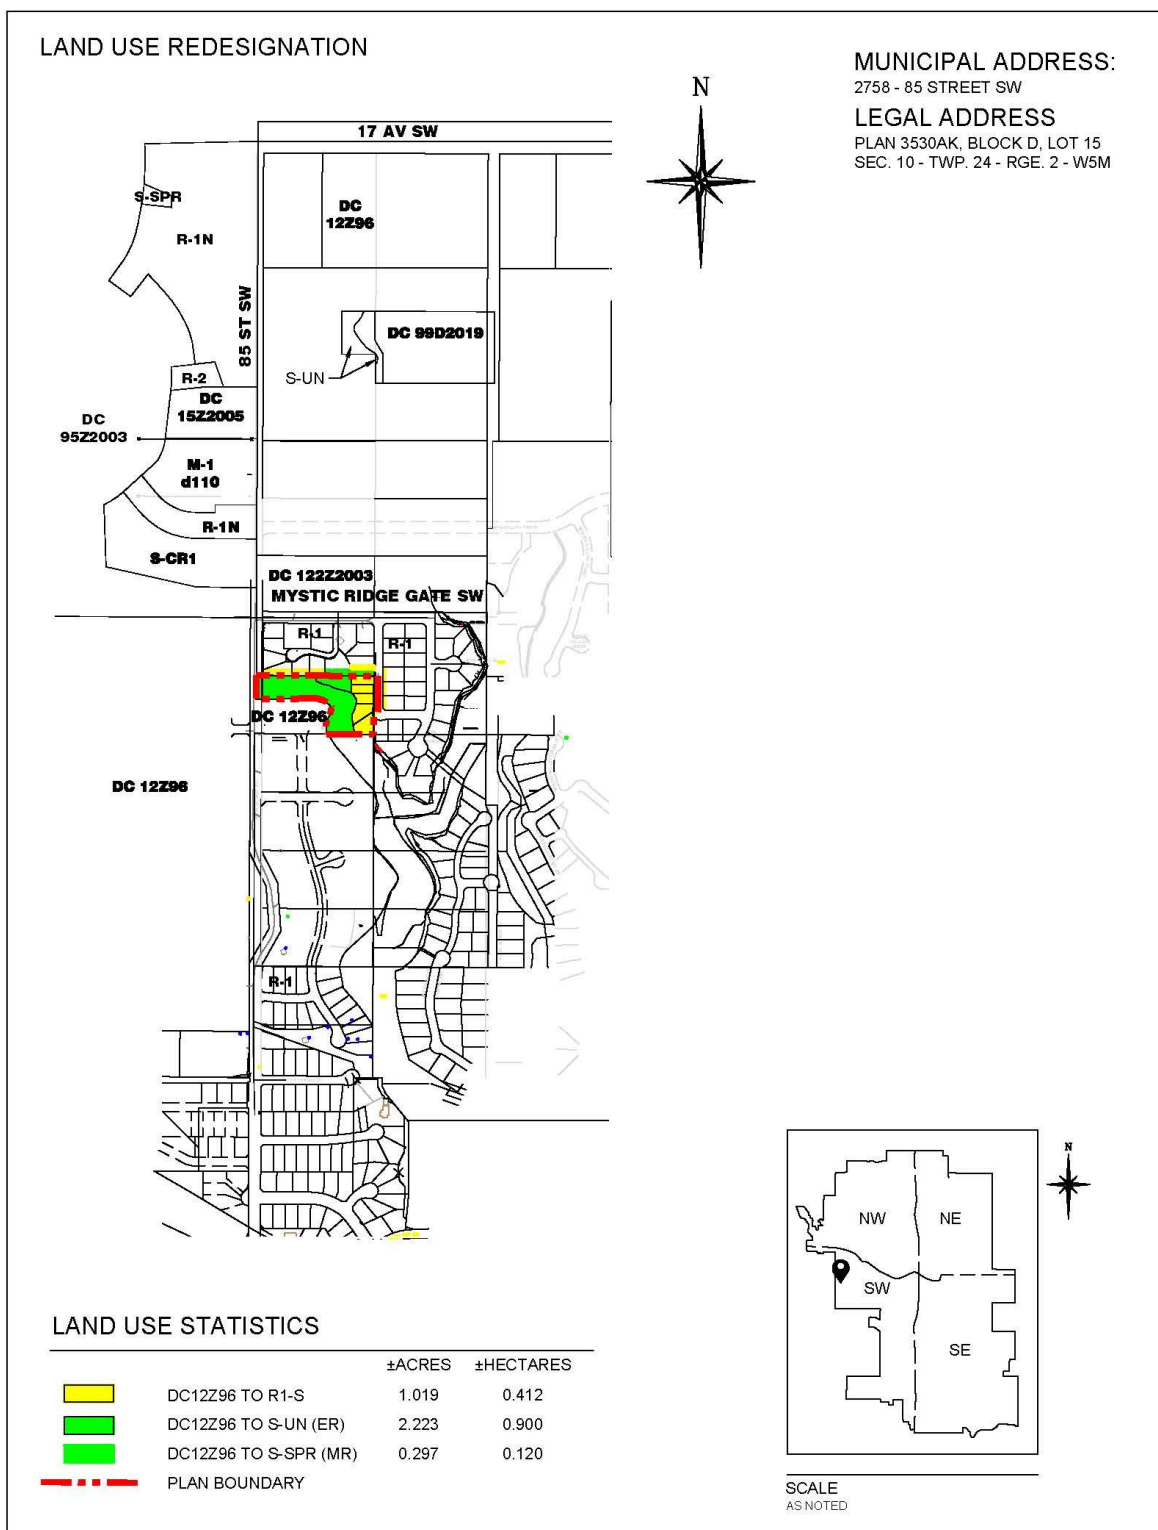 LAND USE REDESIGNATION
MUNICIPAL ADDRESS:
2758 - 85 STREET SW
LEGAL ADDRESS
PLAN 3530AK, BLOCK D, LOT 15
SEC. 10 - TWP. 24 - RGE. 2 - W5M
N
17 AV SW
S-SPR
R-1N
DC
12Z96
85 ST SW
DC 99D2019
S-UN
R-2
DC
15Z2005
DC
95Z2003
M-1
d110
R-1N
S-CR1
DC 122Z2003
MYSTIC RIDGE GATE SW
R-1
R-1
DC 12Z96
DC 12Z96
R-1
N
NW
NE
SW
SE
LAND USE STATISTICS
±ACRES ±HECTARES
DC12Z96 TO R1-S 1.019 0.412
DC12Z96 TO S-UN (ER) 2.223 0.900
DC12Z96 TO S-SPR (MR) 0.297 0.120
PLAN BOUNDARY
SCALE
AS NOTED